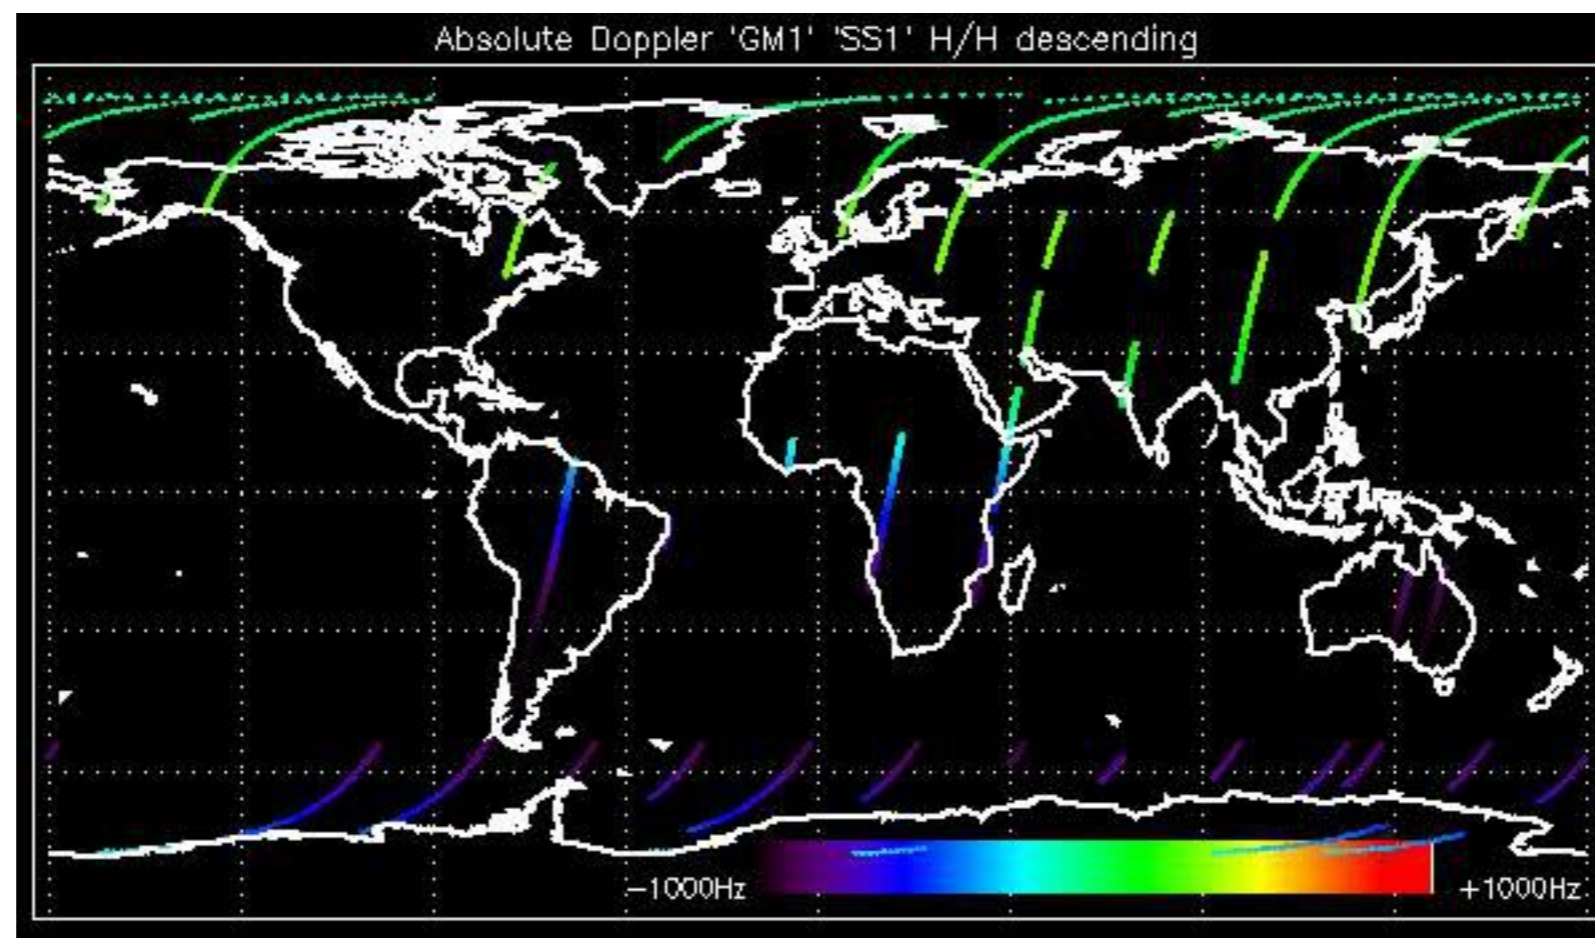 Absolute Doppler 'GM1' 'SS1' H/H descending
−1000Hz
+1000Hz